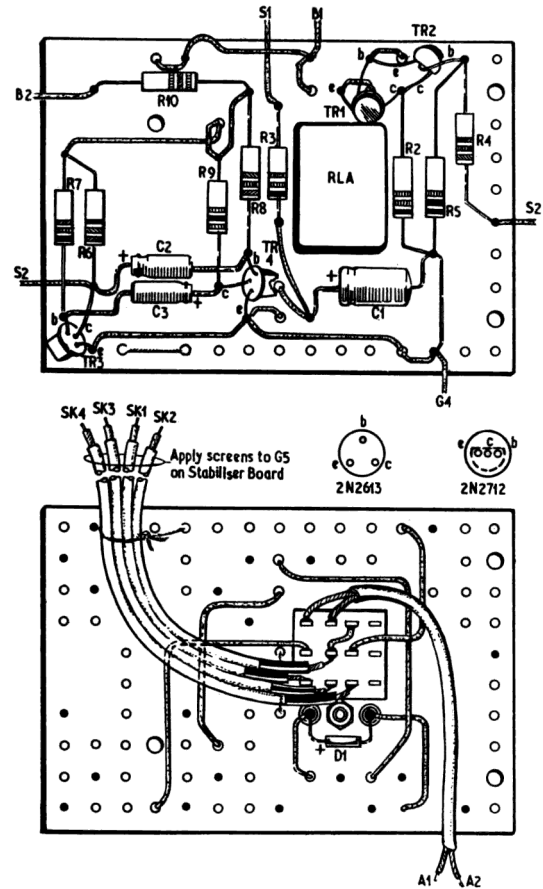 S1 B1
TR2
b b
e
e c c
B2
R10
TR1
R3 R2 R4
R9
RLA
R7
R8 R5
S2
R6
TR
4
C2
b
S2
c
C3 C1
b
c
e
e
TR3
G4
SK4 SK3 SK1 SK2
Apply screens to G5
on Stabiliser Board
b
e c
2N2613
e c b
2N2712
+
+
+
+
D1
A1 A2